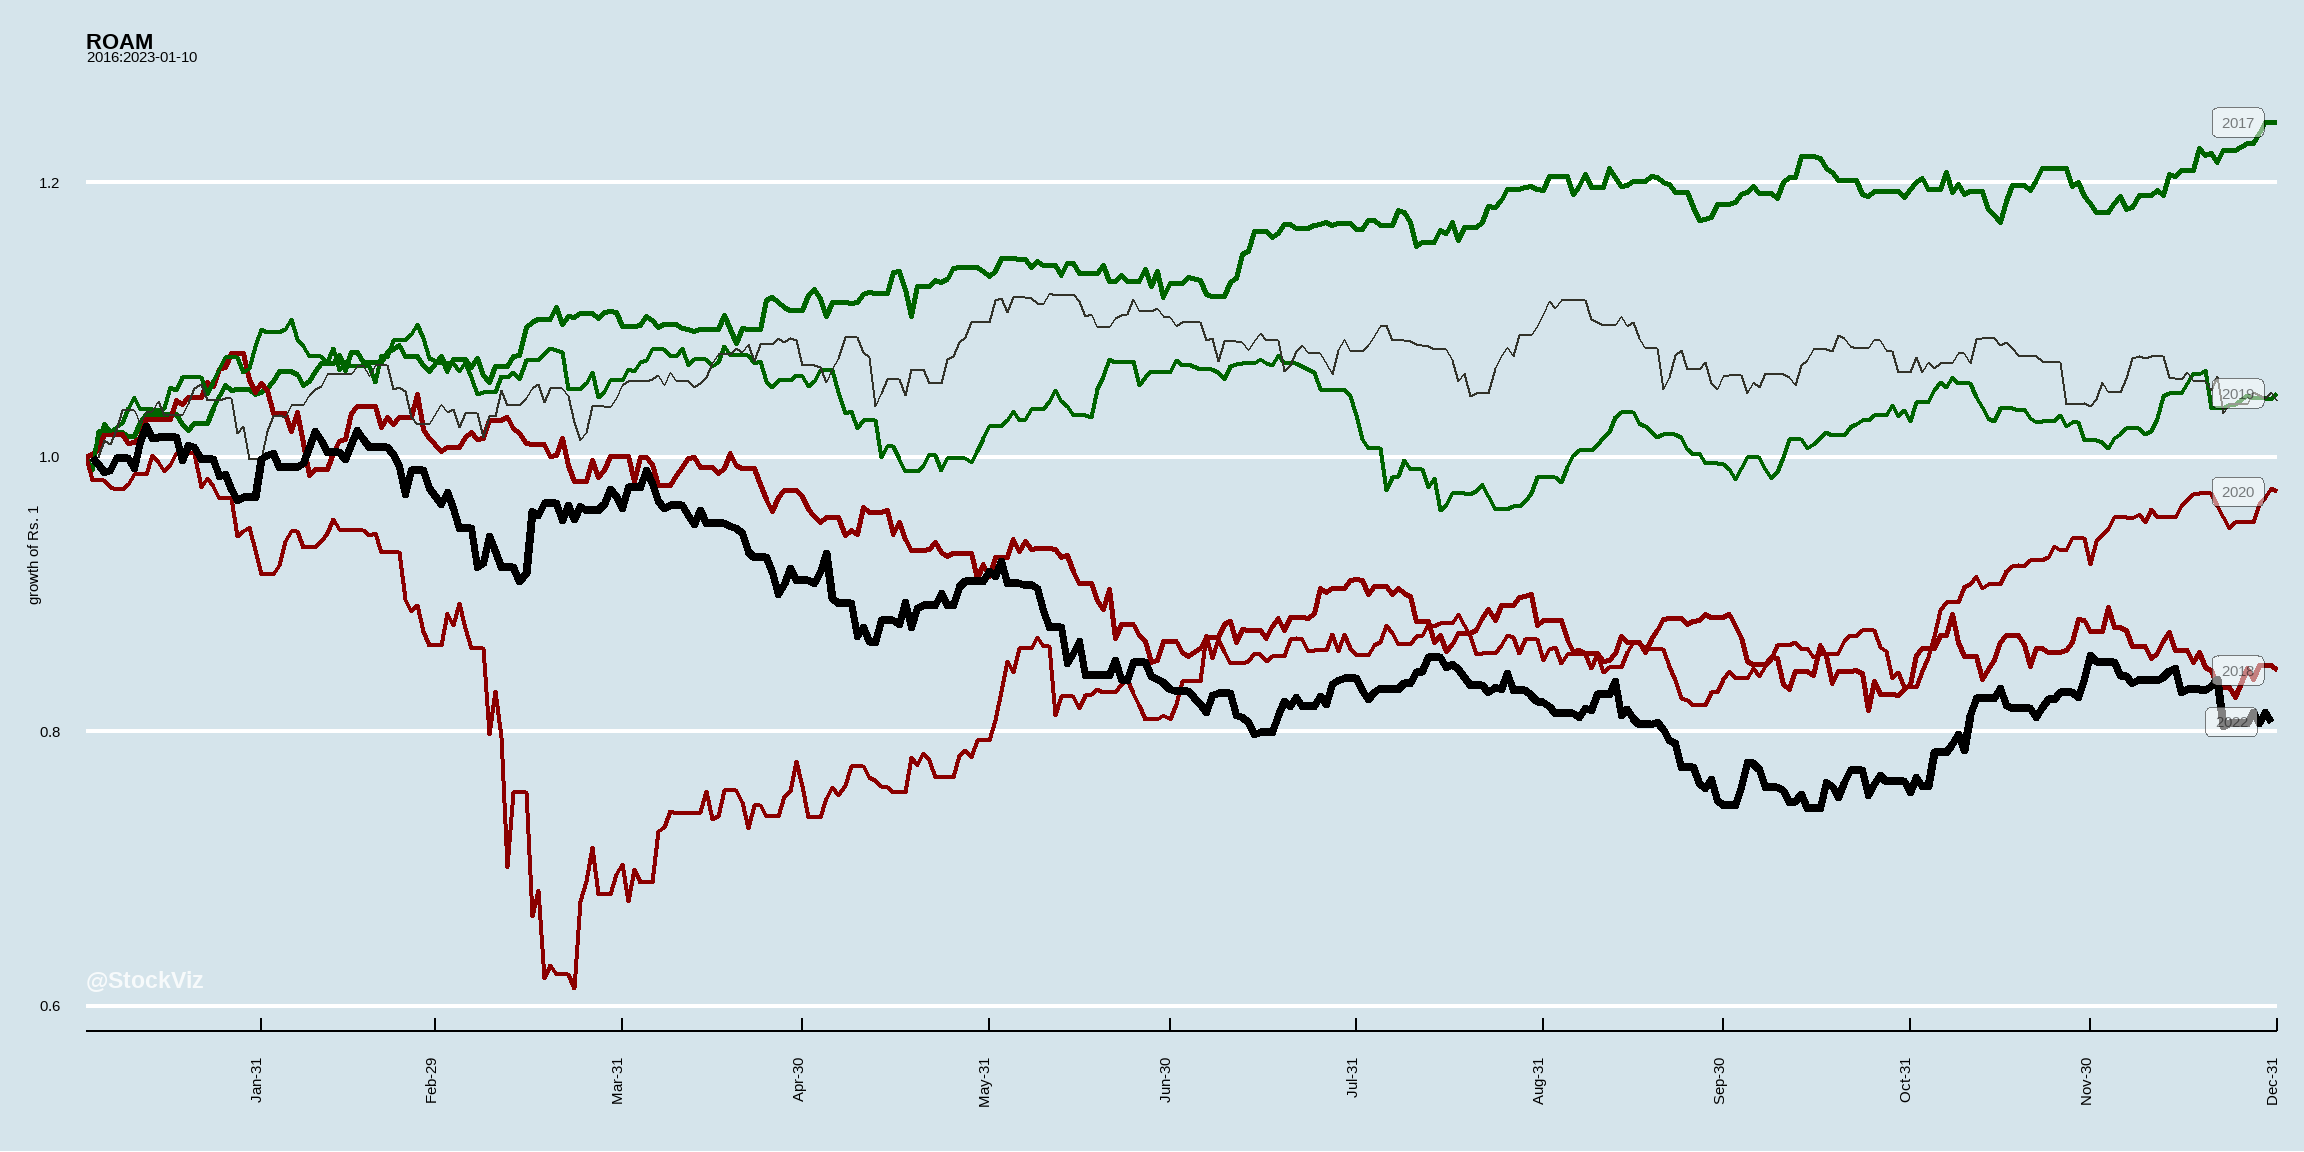 ROAM
2016:2023-01-10
2017
1.2
2019
1.0
2020
growth of Rs. 1
2018
2022
0.8
@StockViz
0.6
Jan-31
Feb-29
Mar-31
Apr-30
May-31
Jun-30
Jul-31
Aug-31
Sep-30
Oct-31
Nov-30
Dec-31